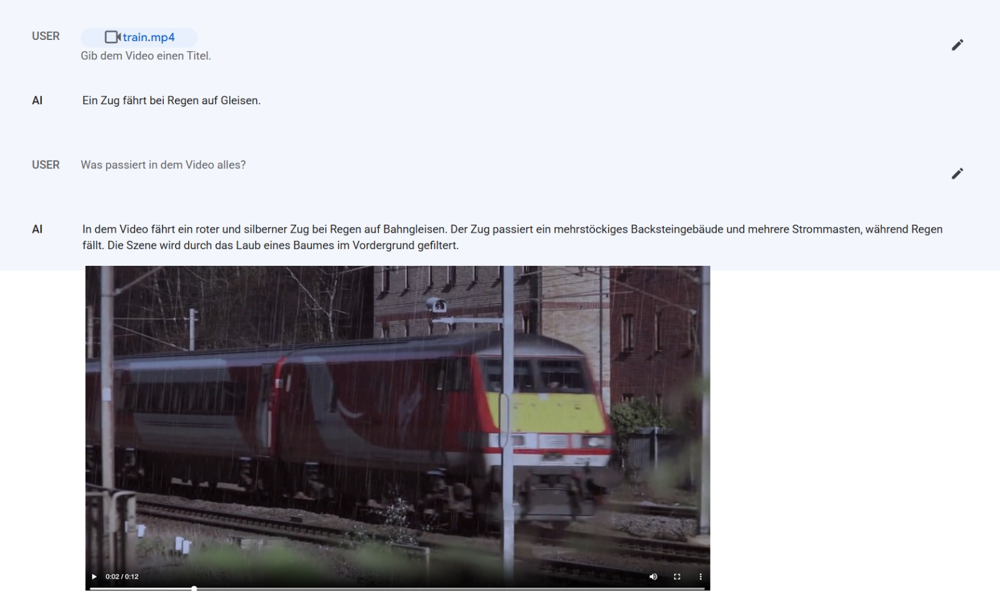 USER
train.mp4
Gib dem Video einen Titel.
AI
Ein Zug fährt bei Regen auf Gleisen.
USER
Was passiert in dem Video alles?
AI
In dem Video fährt ein roter und silberner Zug bei Regen auf Bahngleisen. Der Zug passiert ein mehrstöckiges Backsteingebäude und mehrere Strommasten, während Regen
fällt. Die Szene wird durch das Laub eines Baumes im Vordergrund gefiltert.
0:02 / 0:12